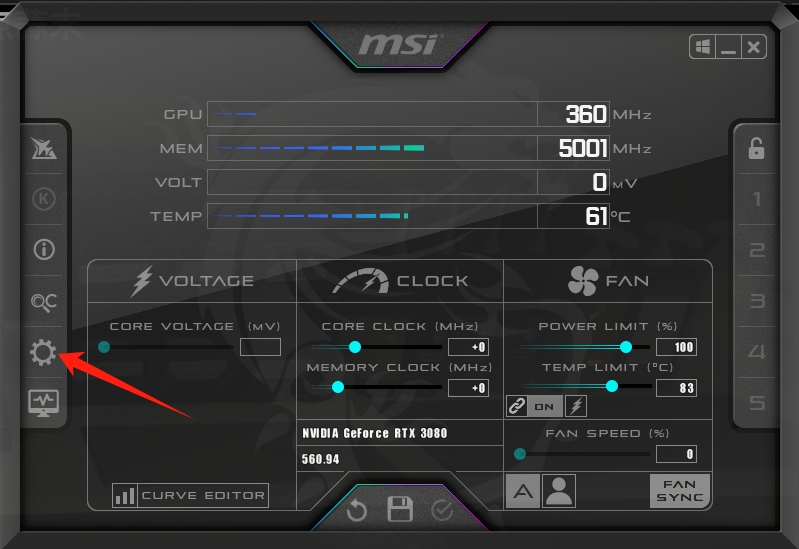 msi
GPU 360 MHz
MEM 5001 MHz
VOLT 0 mV
TEMP 61 °C
K
i
OC
1
2
3
4
5
VOLTAGE
CORE VOLTAGE (MV)
CURVE EDITOR
CLOCK
CORE CLOCK (MHz)
+0
MEMORY CLOCK (MHz)
+0
NVIDIA GeForce RTX 3080
560.94
FAN
POWER LIMIT (%)
100
TEMP LIMIT (°C)
83
ON
FAN SPEED (%)
0
A
FAN
SYNC